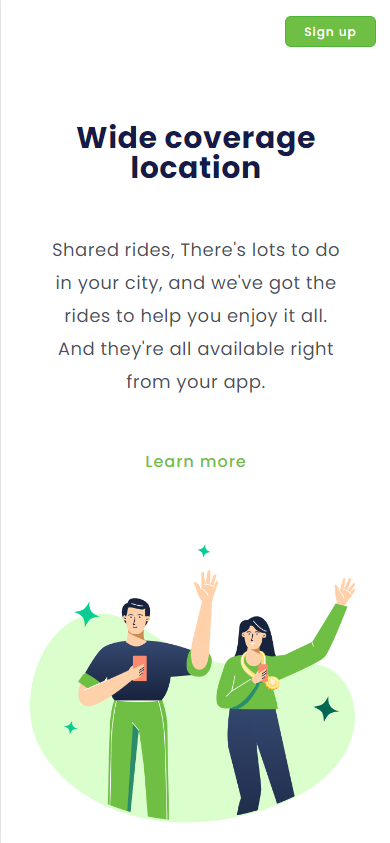 Sign up
Wide coverage
location
Shared rides, There's lots to do
in your city, and we've got the
rides to help you enjoy it all.
And they're all available right
from your app.
Learn more